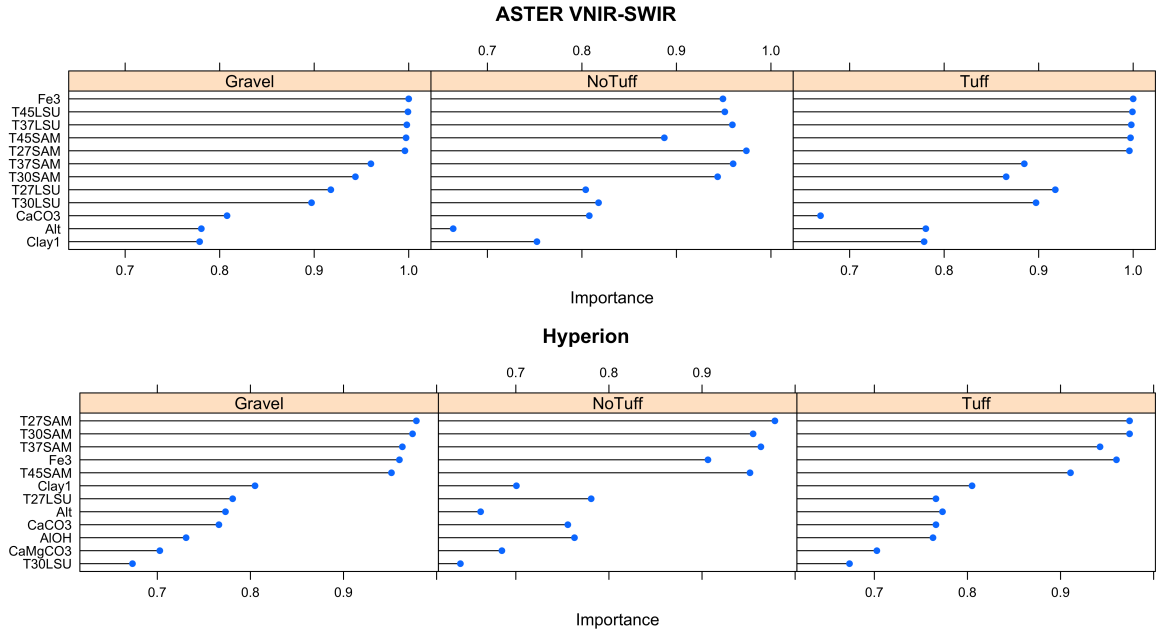 ASTER VNIR-SWIR
0.7 0.8 0.9 1.0
Gravel NoTuff Tuff
Fe3
T45LSU
T37LSU
T45SAM
T27SAM
T37SAM
T30SAM
T27LSU
T30LSU
CaCO3
Alt
Clay1
0.7 0.8 0.9 1.0 0.7 0.8 0.9 1.0
Importance
Hyperion
0.7 0.8 0.9
Gravel NoTuff Tuff
T27SAM
T30SAM
T37SAM
Fe3
T45SAM
Clay1
T27LSU
Alt
CaCO3
AlOH
CaMgCO3
T30LSU
0.7 0.8 0.9 0.7 0.8 0.9
Importance